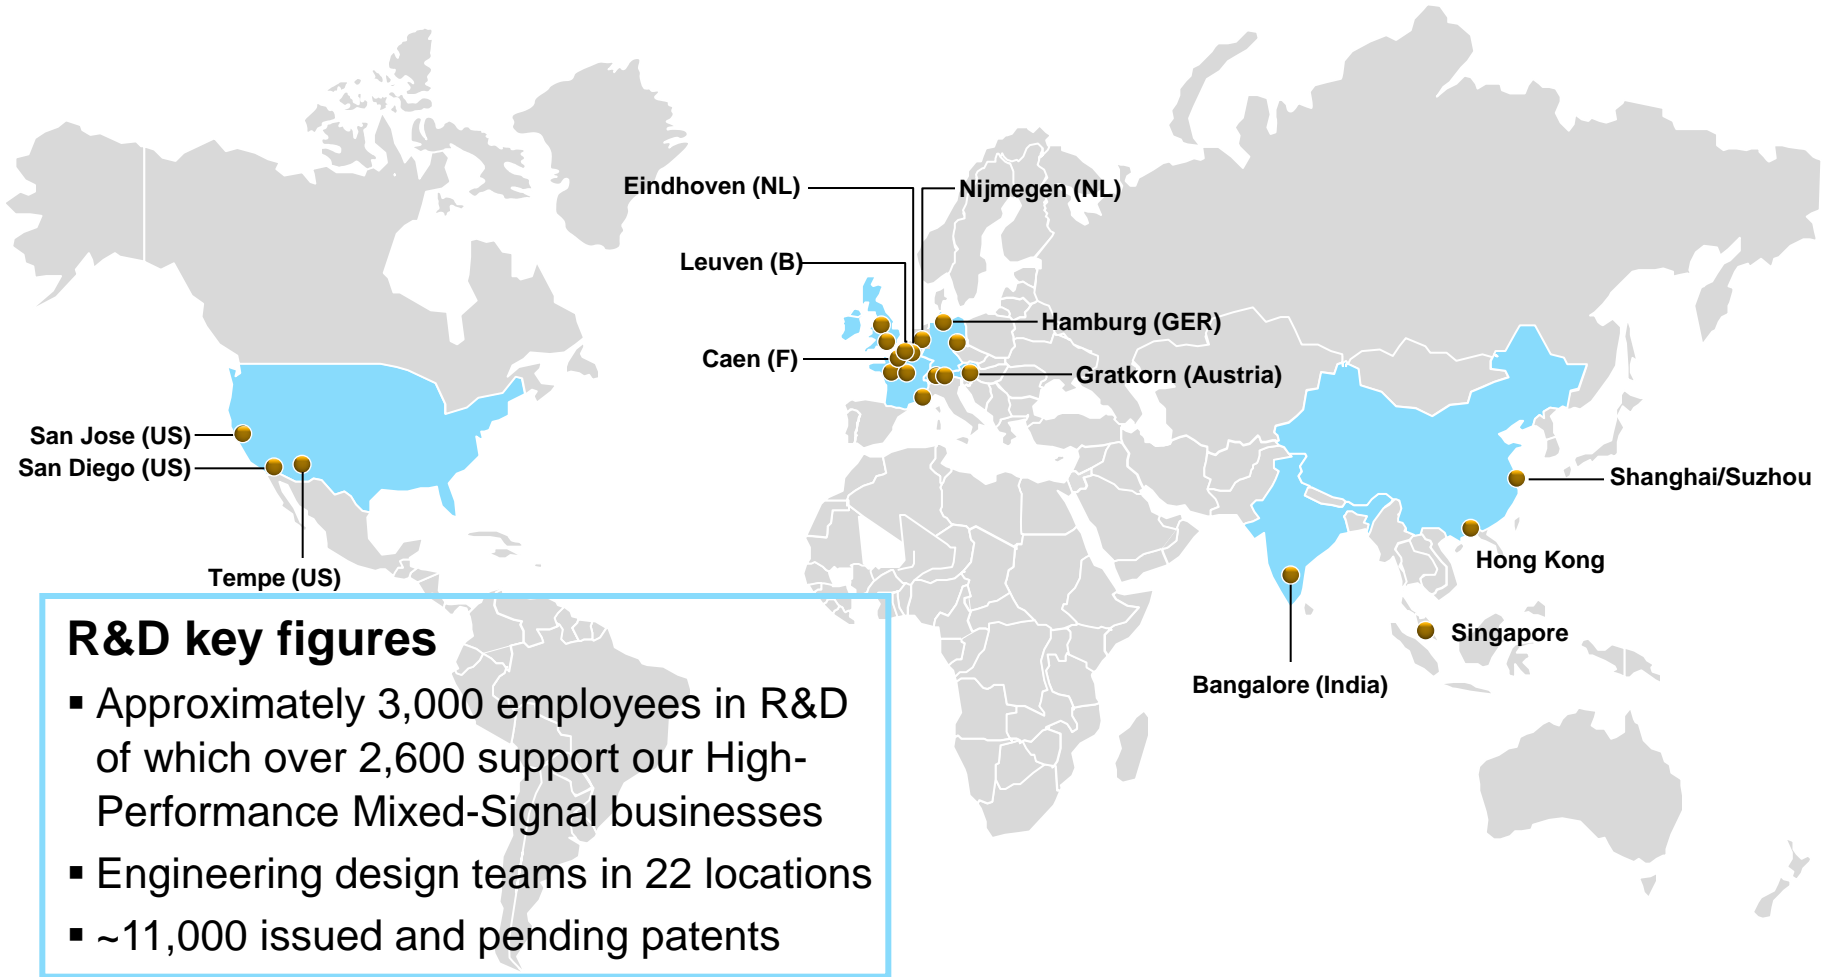 Eindhoven (NL)
Nijmegen (NL)
Leuven (B)
Hamburg (GER)
Caen (F)
Gratkorn (Austria)
San Jose (US)
San Diego (US)
Shanghai/Suzhou
Hong Kong
Tempe (US)
Singapore
Bangalore (India)
R&D key figures
▪ Approximately 3,000 employees in R&D
of which over 2,600 support our High-
Performance Mixed-Signal businesses
▪ Engineering design teams in 22 locations
▪ ~11,000 issued and pending patents